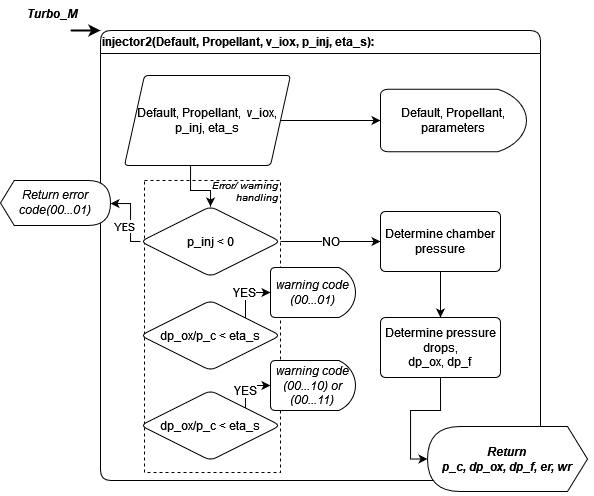 Turbo_M
injector2(Default, Propellant, v_iox, p_inj, eta_s):
Default, Propellant, v_iox,
p_inj, eta_s
Default, Propellant,
parameters
Error/ warning
handling
Return error
code(00...01)
YES
p_inj < 0
NO
Determine chamber
pressure
warning code
(00...01)
YES
dp_ox/p_c < eta_s
Determine pressure
drops,
dp_ox, dp_f
warning code
(00...10) or
(00...11)
YES
dp_ox/p_c < eta_s
Return
p_c, dp_ox, dp_f, er, wr